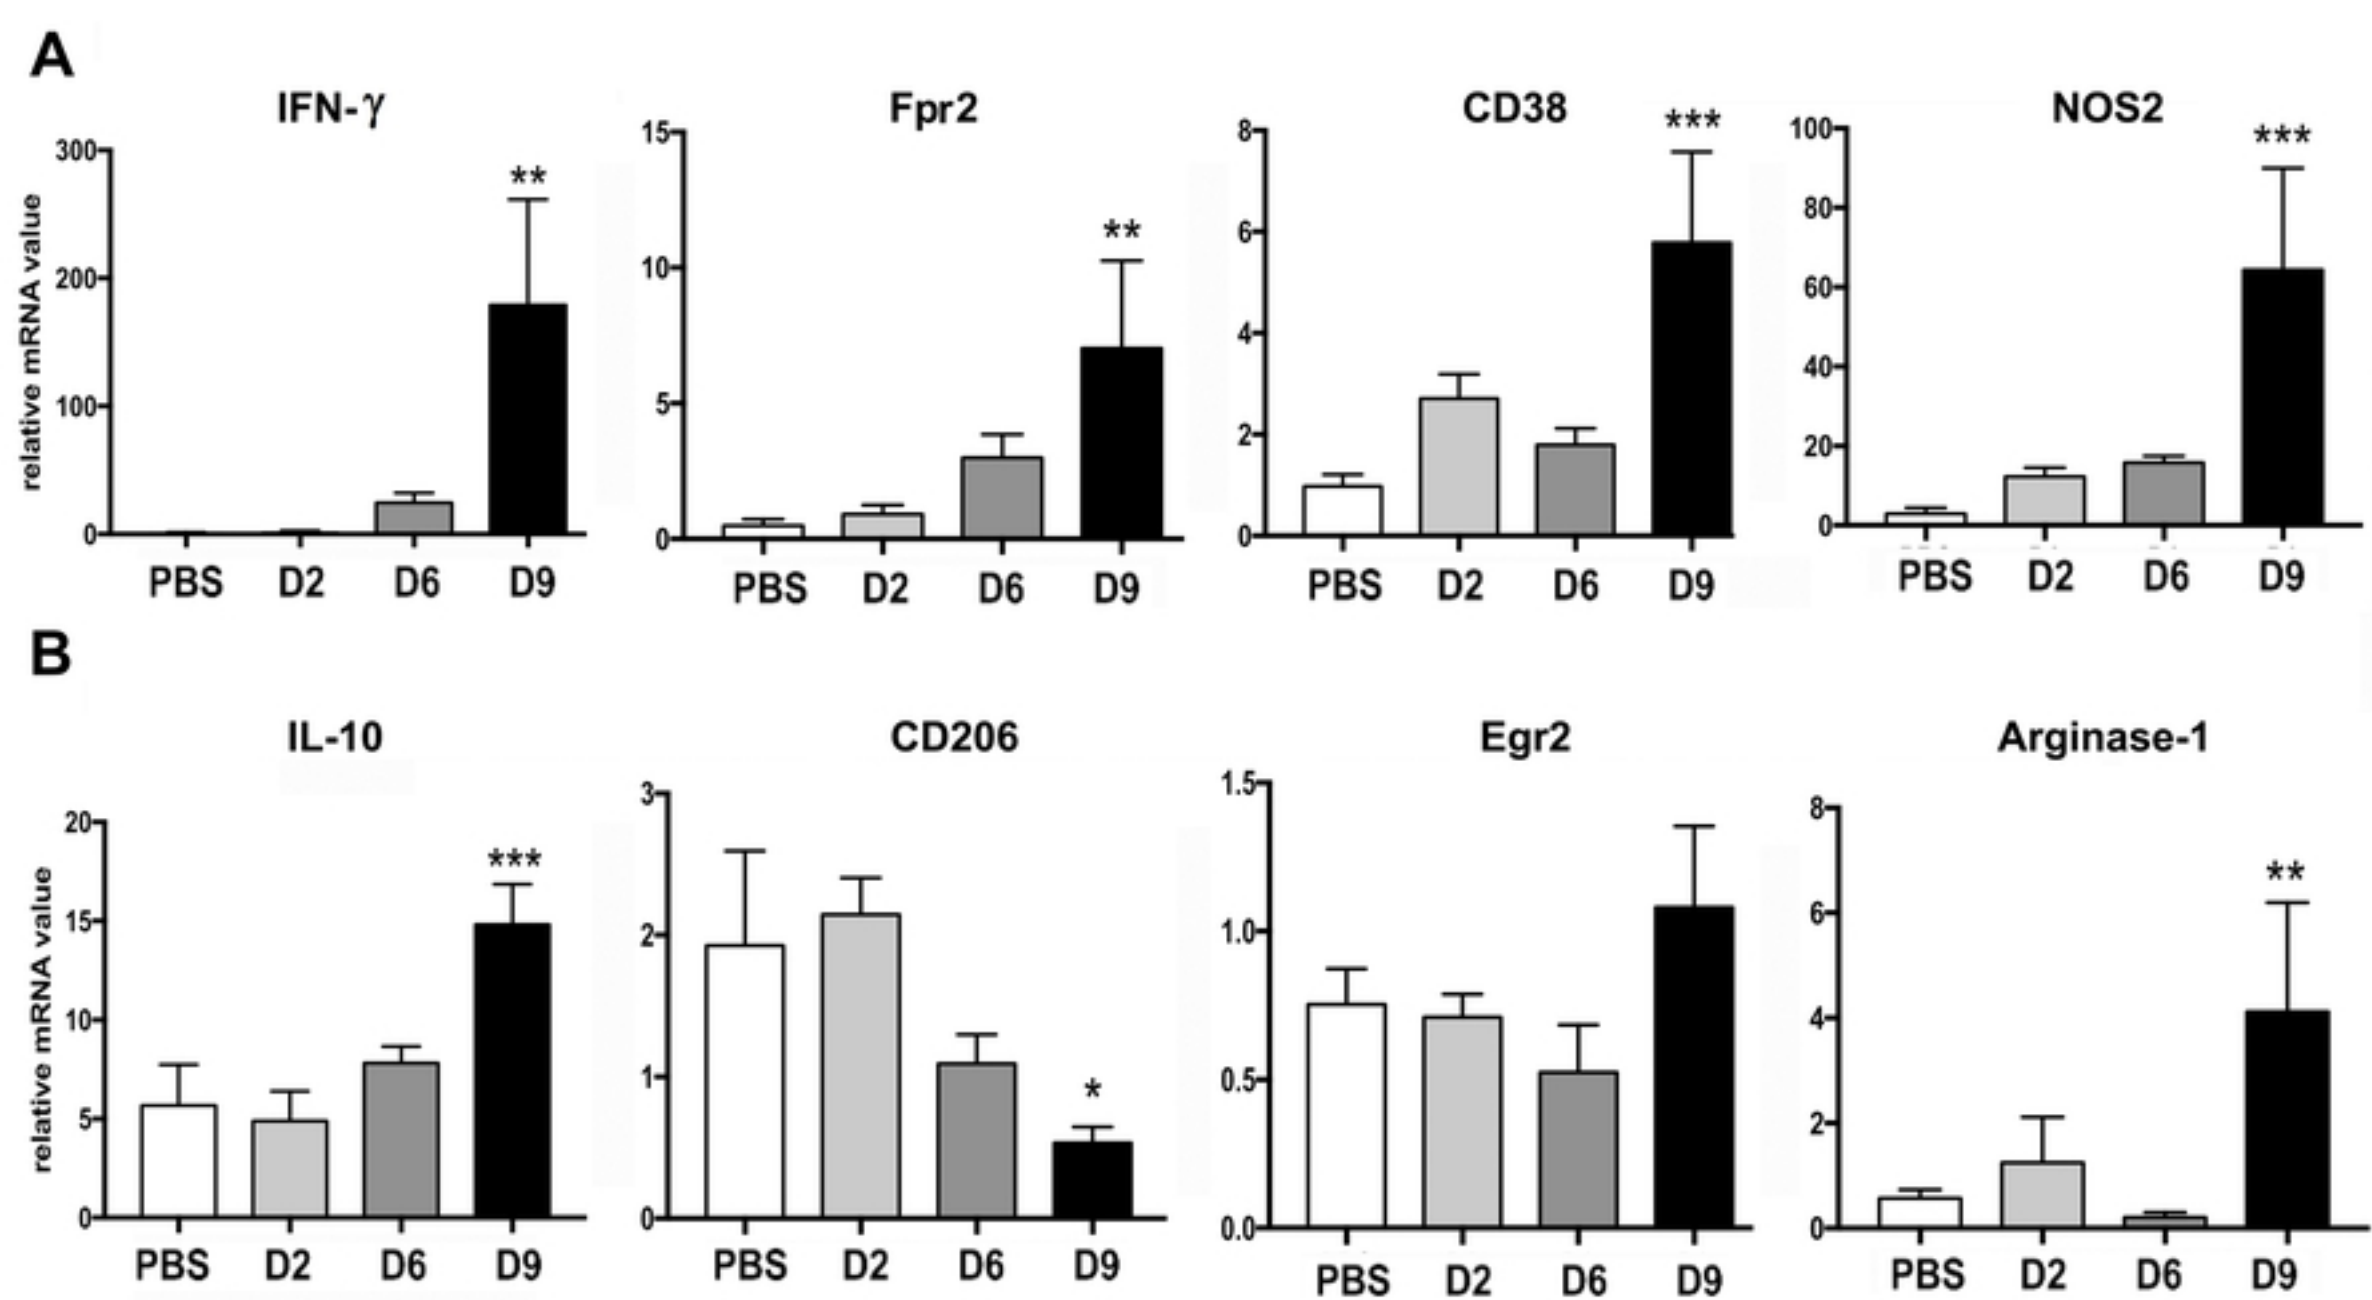 A
IFN-γ
Fpr2
CD38
NOS2
relative mRNA value
300
200
100
0
**
PBS D2 D6 D9
15
10
5
0
**
PBS D2 D6 D9
8
6
4
2
0
***
PBS D2 D6 D9
100
80
60
40
20
0
***
PBS D2 D6 D9
B
IL-10
CD206
Egr2
Arginase-1
relative mRNA value
20
15
10
5
0
***
PBS D2 D6 D9
3
2
1
0
*
PBS D2 D6 D9
1.5
1.0
0.5
0.0
PBS D2 D6 D9
8
6
4
2
0
**
PBS D2 D6 D9